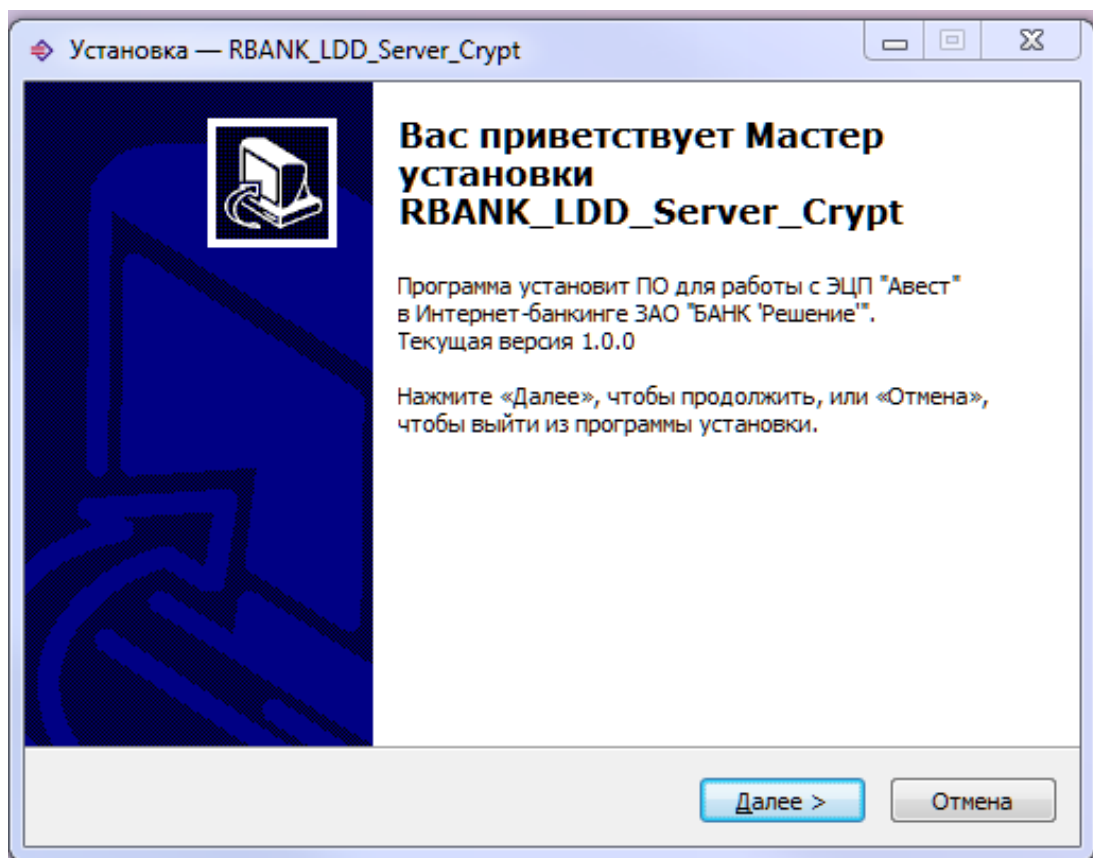 Установка — RBANK_LDD_Server_Crypt
Вас приветствует Мастер
установки
RBANK_LDD_Server_Crypt
Программа установит ПО для работы с ЭЦП "Авест"
в Интернет-банкинге ЗАО "БАНК 'Решение'".
Текущая версия 1.0.0
Нажмите «Далее», чтобы продолжить, или «Отмена»,
чтобы выйти из программы установки.
Далее >
Отмена